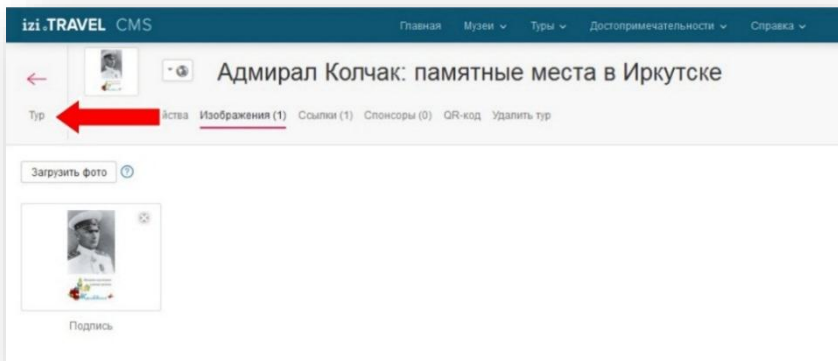 izi.TRAVEL CMS Главная Музеи Туры Достопримечательности Справка
Адмирал Колчак: памятные места в Иркутске
Тур йства Изображения (1) Ссылки (1) Спонсоры (0) QR-код Удалить тур
Загрузить фото ?
Подпись